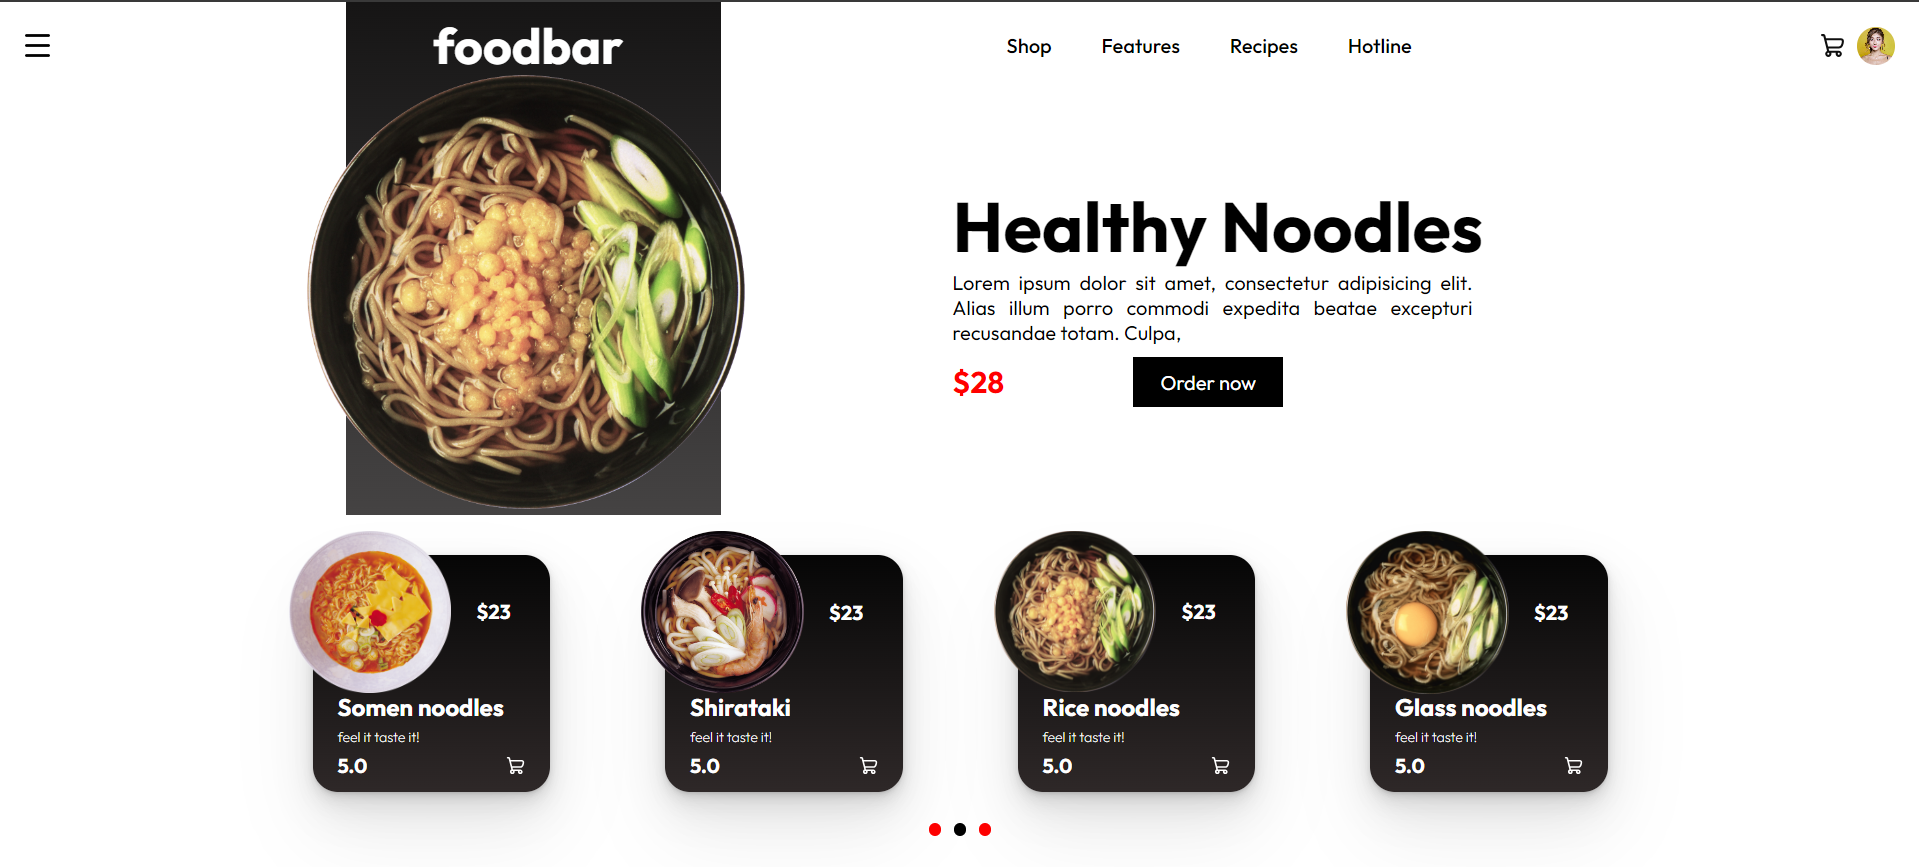 foodbar
Shop
Features
Recipes
Hotline
Healthy Noodles
Lorem ipsum dolor sit amet, consectetur adipisicing elit.
Alias illum porro commodi expedita beatae excepturi
recusandae totam. Culpa,
$28
Order now
$23
Somen noodles
feel it taste it!
5.0
$23
Shirataki
feel it taste it!
5.0
$23
Rice noodles
feel it taste it!
5.0
$23
Glass noodles
feel it taste it!
5.0